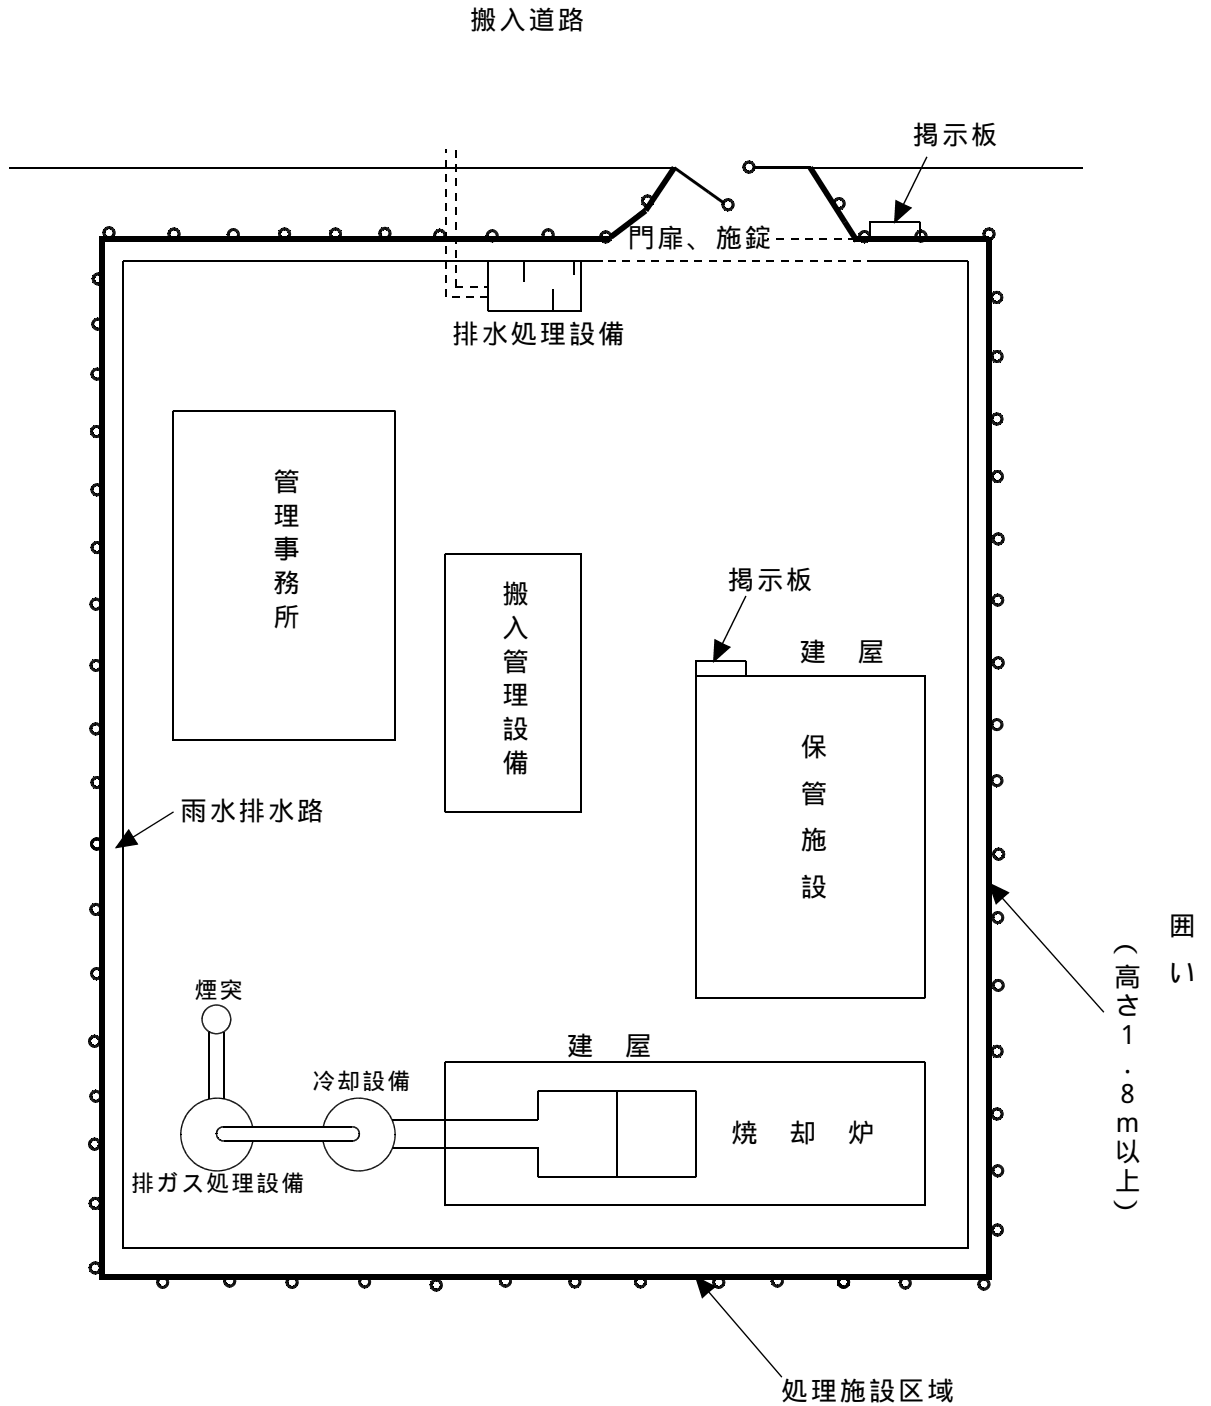 搬入道路
掲示板
門扉、施錠
排水処理設備
管理事務所
搬入管理設備
掲示板
建　屋
保管施設
雨水排水路
囲い
（高さ1.8m以上）
煙突
建　屋
冷却設備
焼　却　炉
排ガス処理設備
処理施設区域